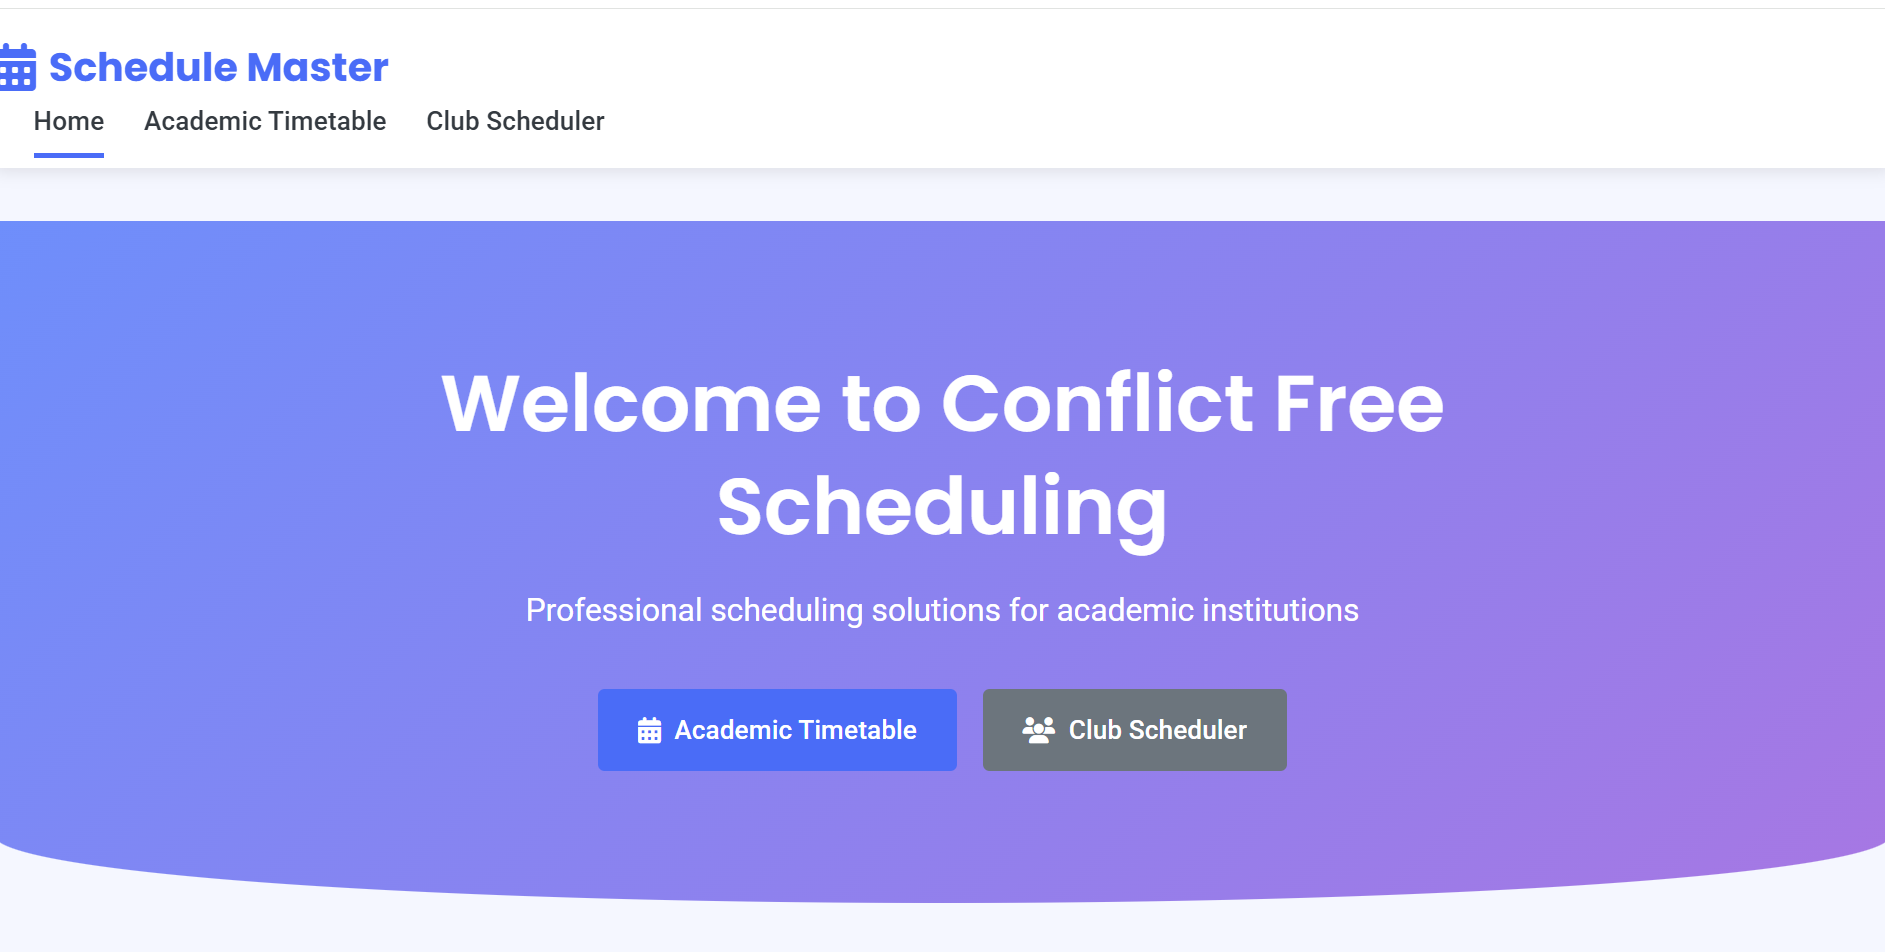 Schedule Master
Home Academic Timetable Club Scheduler
Welcome to Conflict Free
Scheduling
Professional scheduling solutions for academic institutions
Academic Timetable Club Scheduler